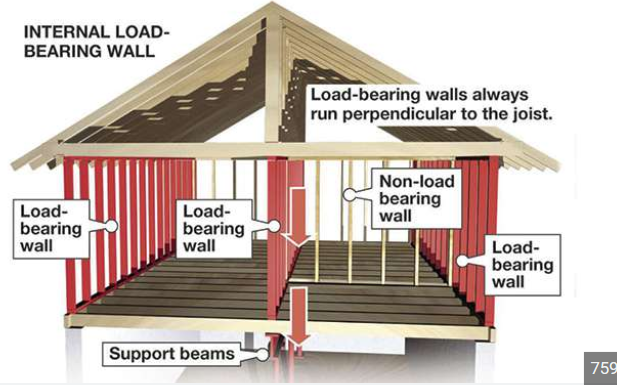 INTERNAL LOAD-
BEARING WALL
Load-bearing walls always
run perpendicular to the joist.
Non-load
bearing
wall
Load-
bearing
wall
Load-
bearing
wall
Load-
bearing
wall
Support beams
759